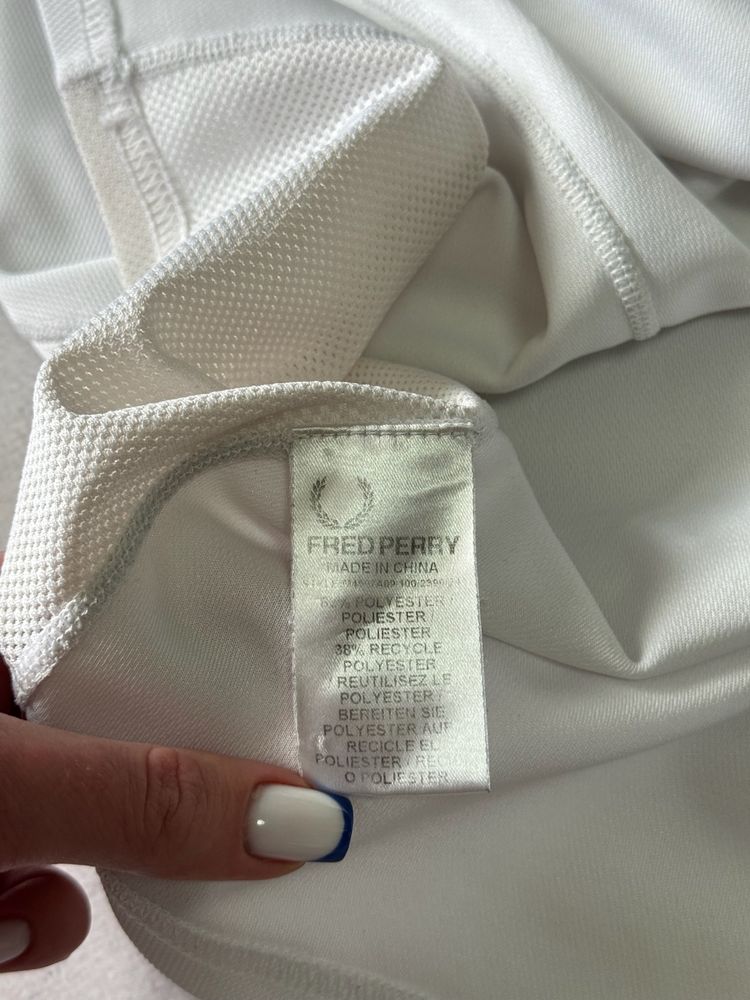 FRED PERRY
MADE IN CHINA
POLYESTER /
POLIESTER
POLIESTER
38% RECYCLE
POLYESTER
REUTILISEZ LE
POLYESTER /
BEREITEN SIE
POLYESTER AUF
RECICLE EL
POLIESTER /
O POLIESTER